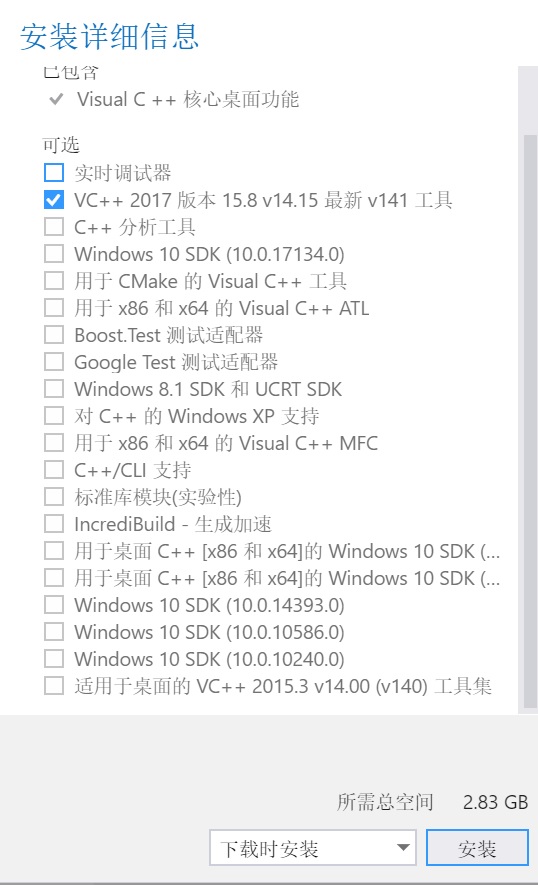 安装详细信息
已包含
Visual C ++ 核心桌面功能
可选
实时调试器
VC++ 2017 版本 15.8 v14.15 最新 v141 工具
C++ 分析工具
Windows 10 SDK (10.0.17134.0)
用于 CMake 的 Visual C++ 工具
用于 x86 和 x64 的 Visual C++ ATL
Boost.Test 测试适配器
Google Test 测试适配器
Windows 8.1 SDK 和 UCRT SDK
对 C++ 的 Windows XP 支持
用于 x86 和 x64 的 Visual C++ MFC
C++/CLI 支持
标准库模块(实验性)
IncrediBuild - 生成加速
用于桌面 C++ [x86 和 x64]的 Windows 10 SDK (...
用于桌面 C++ [x86 和 x64]的 Windows 10 SDK (...
Windows 10 SDK (10.0.14393.0)
Windows 10 SDK (10.0.10586.0)
Windows 10 SDK (10.0.10240.0)
适用于桌面的 VC++ 2015.3 v14.00 (v140) 工具集
所需总空间 2.83 GB
下载时安装 安装